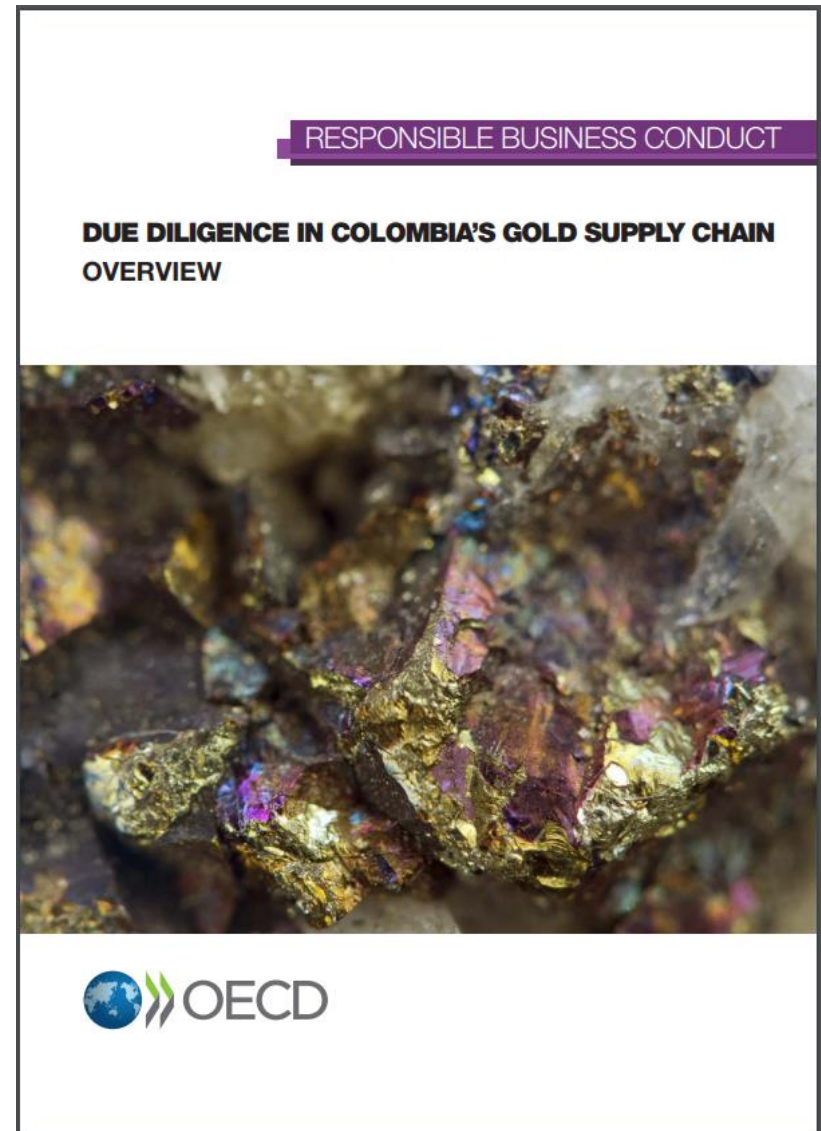 RESPONSIBLE BUSINESS CONDUCT
DUE DILIGENCE IN COLOMBIA'S GOLD SUPPLY CHAIN
OVERVIEW
OECD